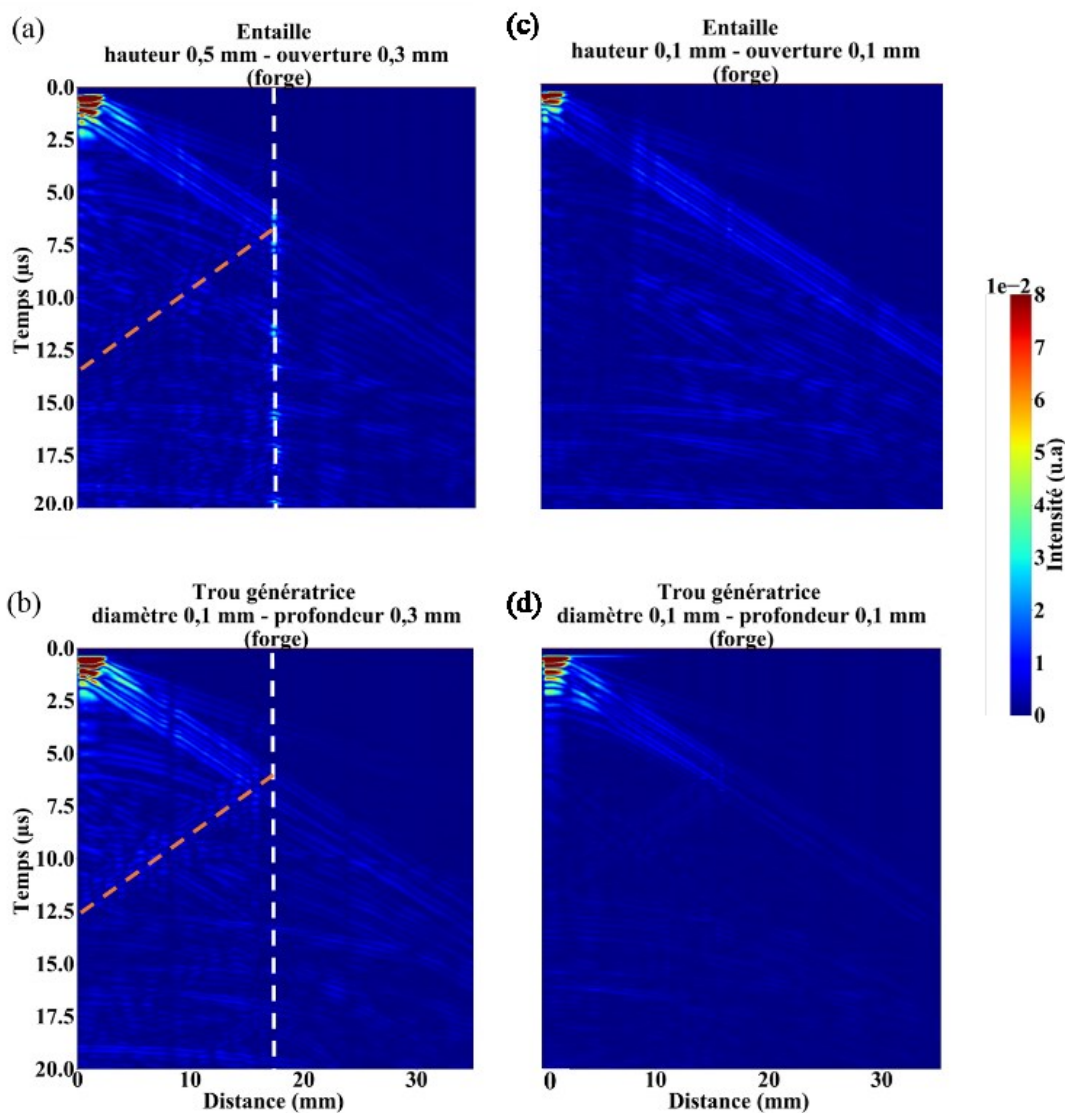 (a)
Entaille
hauteur 0,5 mm - ouverture 0,3 mm
(forge)
0.0
2.5
5.0
7.5
10.0
12.5
15.0
17.5
20.0
Temps (µs)
(c)
Entaille
hauteur 0,1 mm - ouverture 0,1 mm
(forge)
1e−2
8
7
6
5
4
3
2
1
0
Intensité (u.a)
(b)
Trou génératrice
diamètre 0,1 mm - profondeur 0,3 mm
(forge)
0.0
2.5
5.0
7.5
10.0
12.5
15.0
17.5
20.0
Temps (µs)
0 10 20 30
Distance (mm)
(d)
Trou génératrice
diamètre 0,1 mm - profondeur 0,1 mm
(forge)
0 10 20 30
Distance (mm)